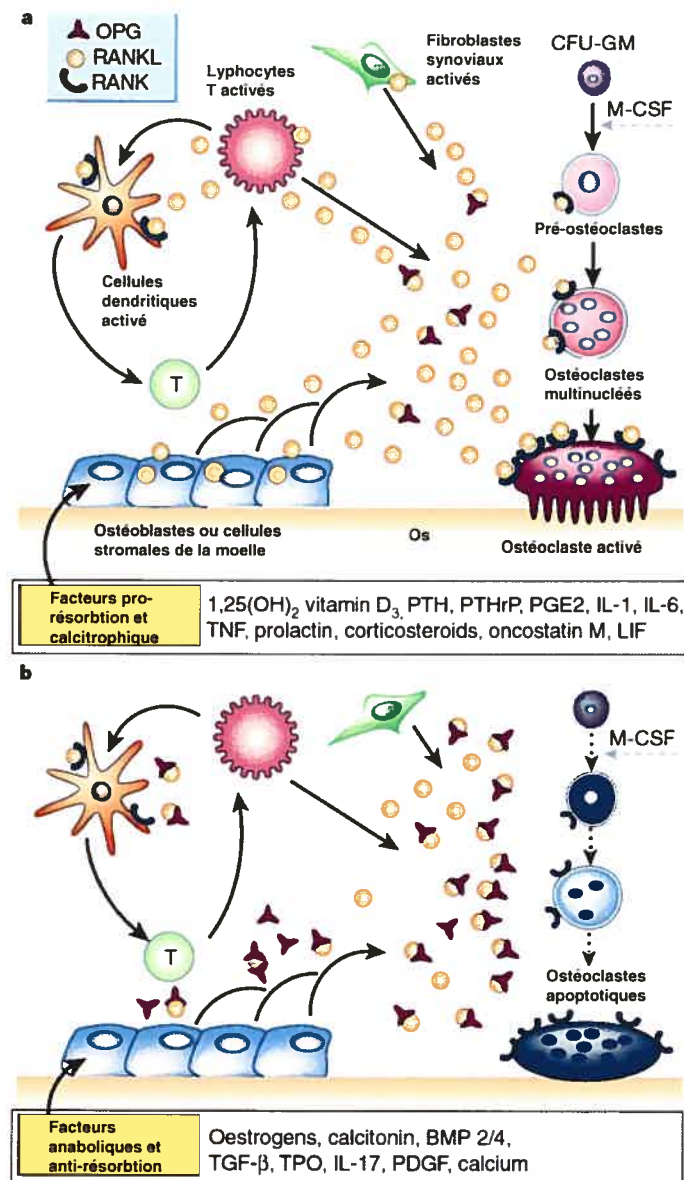 a
OPG
RANKL
RANK
Lyphocytes
T activés
Fibroblastes
synoviaux
activés
CFU-GM
M-CSF
Pré-ostéoclastes
Cellules
dendritiques
activé
T
Ostéoclastes
multinucléés
Ostéoblastes ou cellules
stromales de la moelle
Os
Ostéoclaste activé
Facteurs pro-
résorbtion et
calcitrophique
1,25(OH)₂ vitamin D₃, PTH, PTHrP, PGE2, IL-1, IL-6,
TNF, prolactin, corticosteroids, oncostatin M, LIF
b
M-CSF
T
Ostéoclastes
apoptotiques
Facteurs
anaboliques et
anti-résorbtion
Oestrogens, calcitonin, BMP 2/4,
TGF-β, TPO, IL-17, PDGF, calcium